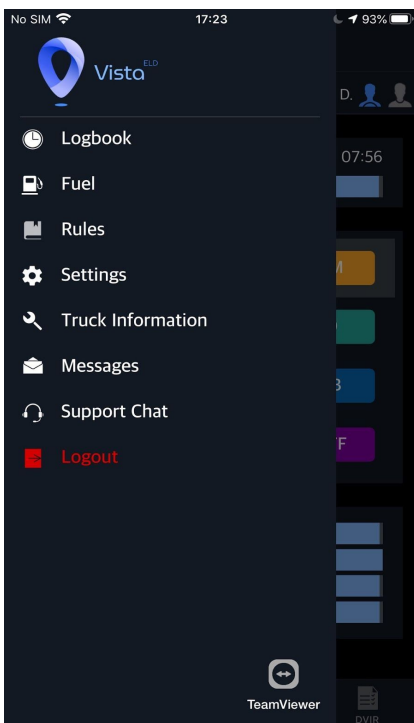 No SIM 17:23 93%
Vista ELD
D.
Logbook
07:56
Fuel
Rules
Settings
Truck Information
Messages
Support Chat
Logout
TeamViewer
DVIR